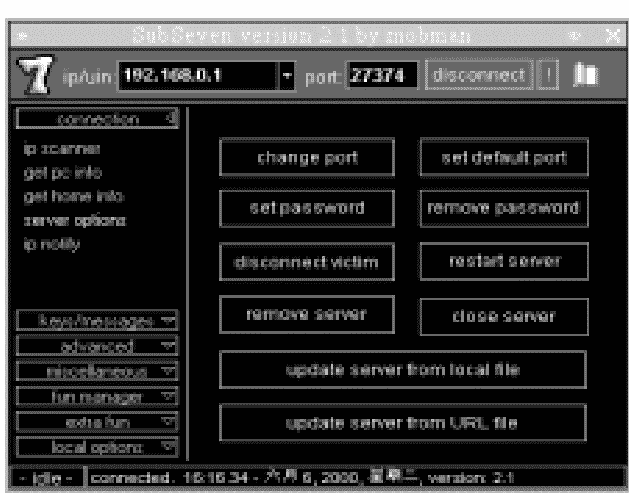 SubSeven version 2.1 by mobman
7 ip/uin: 192.168.0.1 port: 27374 disconnect !
connection
ip scanner
get pc info
get home info
server options
ip notify
keys/messages
advanced
miscellaneous
fun manager
extra fun
local options
change port set default port
set password remove password
disconnect victim restart server
remove server close server
update server from local file
update server from URL file
- idle - connected. 16:16:34 - 六月 6, 2000, 星期二, version: 2.1